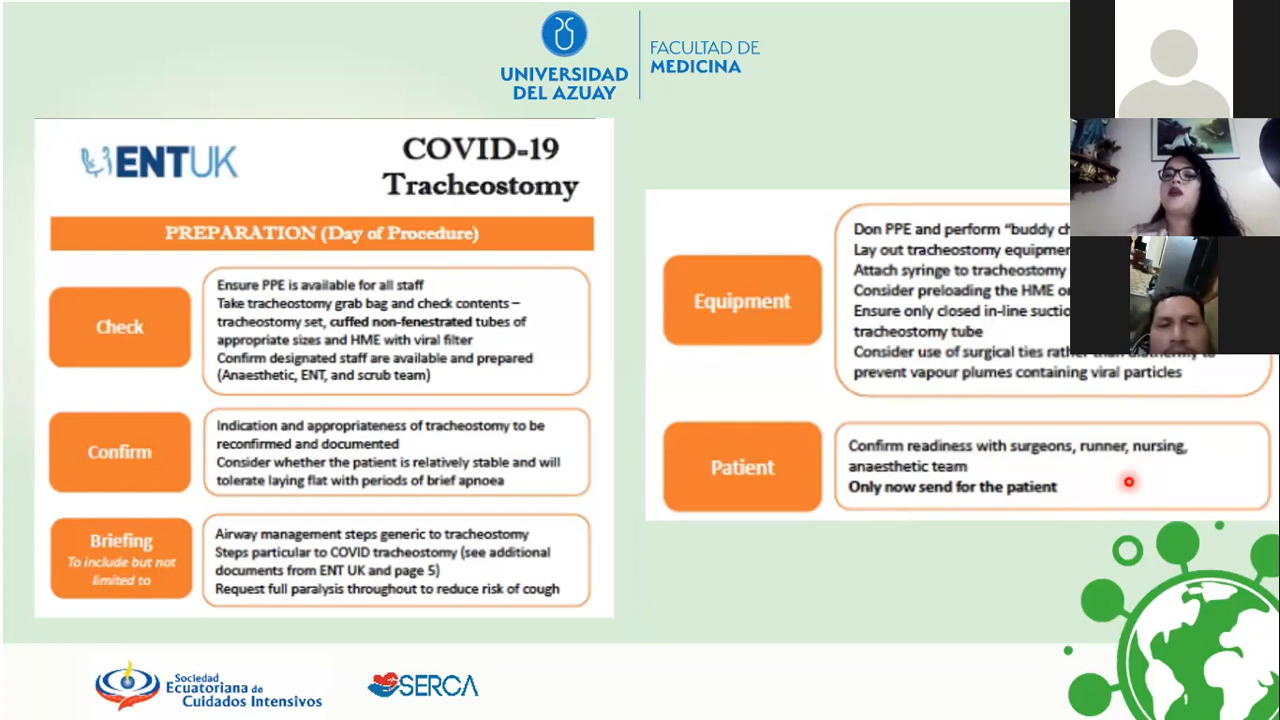 UNIVERSIDAD
DEL AZUAY
FACULTAD DE
MEDICINA
ENTUK
COVID-19
Tracheostomy
PREPARATION (Day of Procedure)
Check
Ensure PPE is available for all staff
Take tracheostomy grab bag and check contents –
tracheostomy set, cuffed non-fenestrated tubes of
appropriate sizes and HME with viral filter
Confirm designated staff are available and prepared
(Anaesthetic, ENT, and scrub team)
Confirm
Indication and appropriateness of tracheostomy to be
reconfirmed and documented
Consider whether the patient is relatively stable and will
tolerate laying flat with periods of brief apnoea
Briefing
To include but not
limited to
Airway management steps generic to tracheostomy
Steps particular to COVID tracheostomy (see additional
documents from ENT UK and page 5)
Request full paralysis throughout to reduce risk of cough
Equipment
Don PPE and perform "buddy
Lay out tracheostomy
Attach syringe to tracheostomy
Consider preloading the HME
Ensure only closed in-line
tracheostomy tube
Consider use of surgical ties
prevent vapour plumes containing viral particles
Patient
Confirm readiness with surgeons, runner, nursing,
anaesthetic team
Only now send for the patient
Sociedad
Ecuatoriana de
Cuidados Intensivos
SERCA